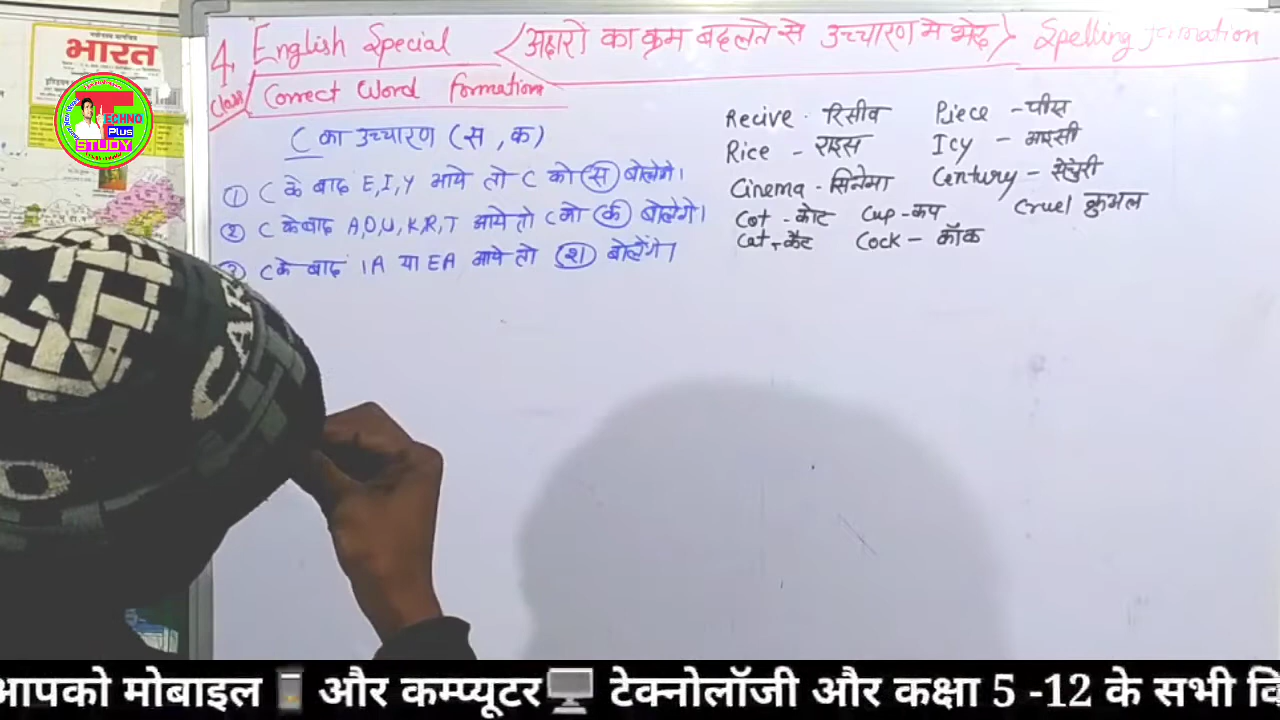 4. English Special (अक्षरों का क्रम बदलने से उच्चारण मे भेद) Spelling formation
Class Correct Word Formation
C का उच्चारण (स, क)
① C के बाद E, I, Y आये तो C को स बोलेगे।
② C के बाद A, O, U, K, R, T आये तो C को क बोलेगे।
③ C के बाद IA या EA आये तो श बोलेंगे।
Recive - रिसीव Piece - पीस
Rice - राइस Icy - आइसी
Cinema - सिनेमा Century - सेंचुरी
Cot - कोट Cup - कप Cruel क्रुअल
Cat - कैट Cock - कॉक
भारत
TECHNO
Plus
STUDY
CAR
आपको मोबाइल और कम्प्यूटर टेक्नोलॉजी और कक्षा 5 -12 के सभी वि